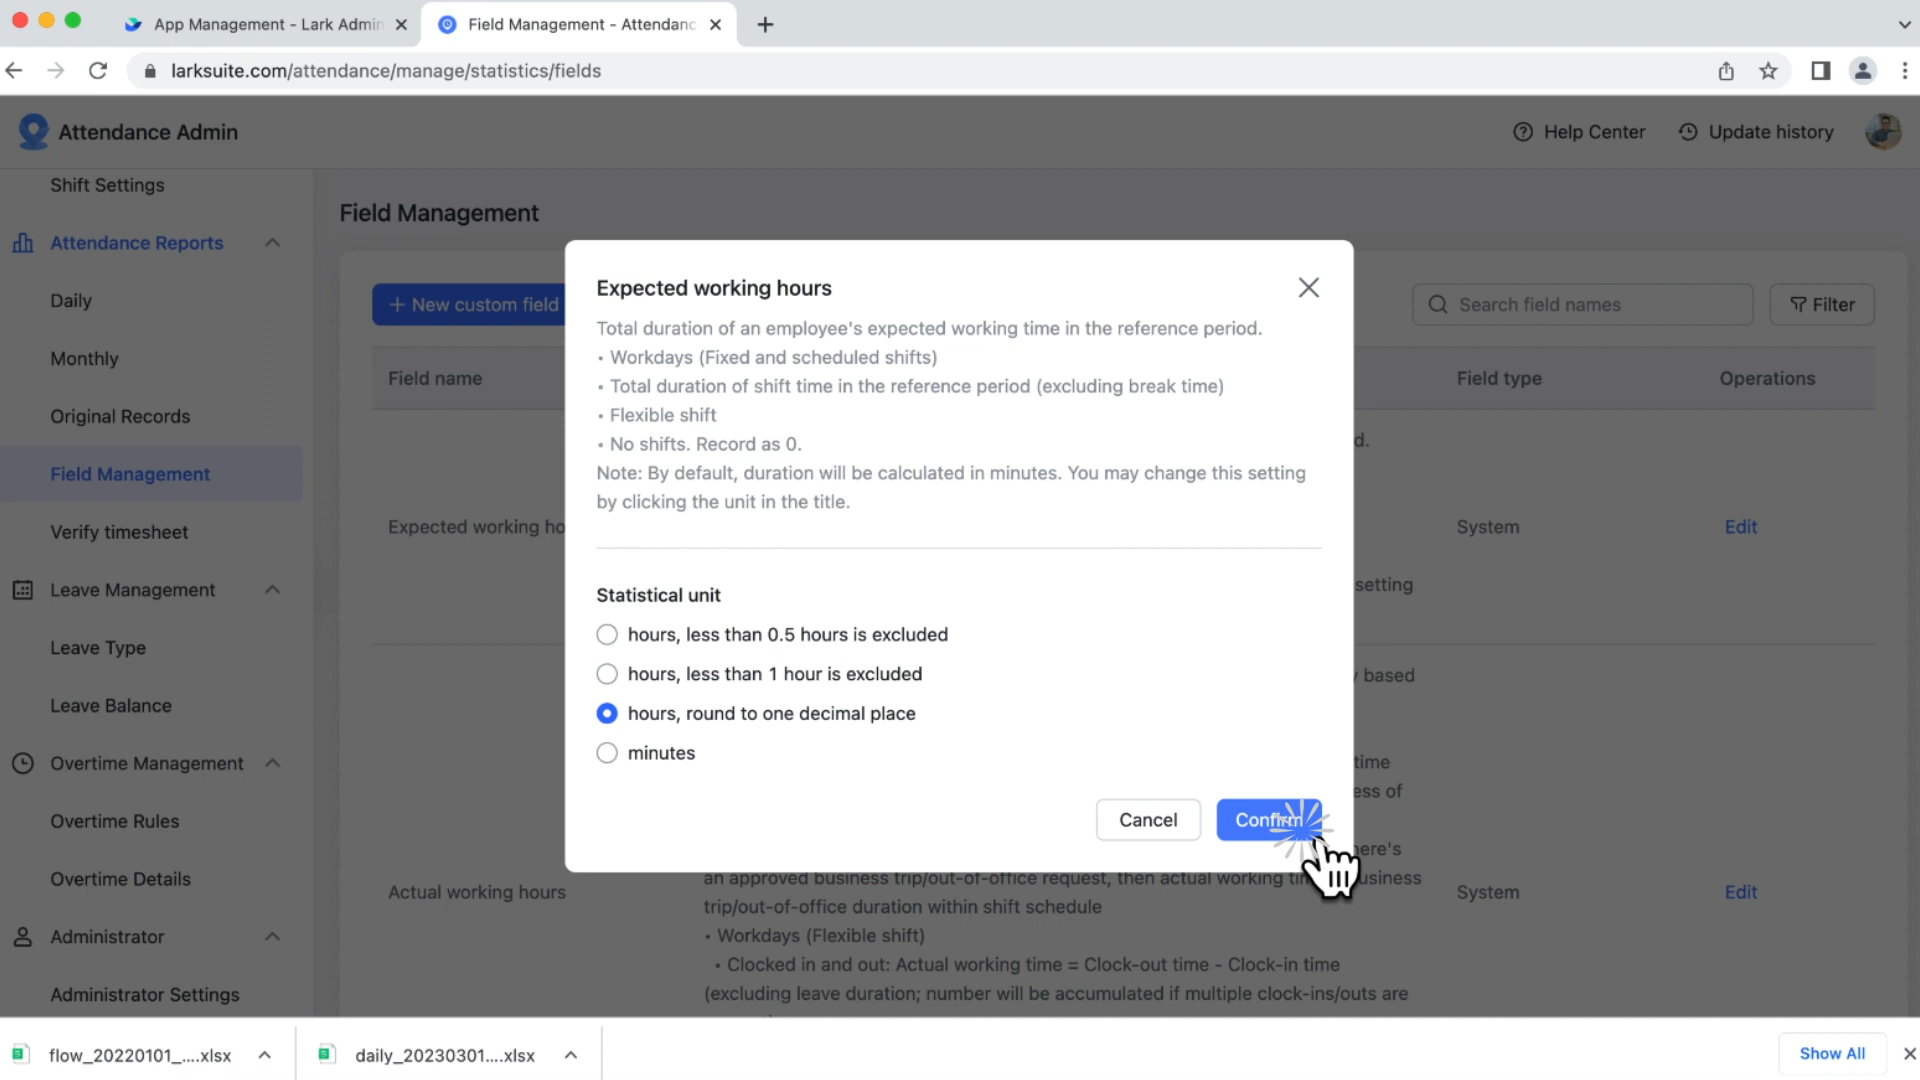 App Management - Lark Admin
Field Management - Attendanc
larksuite.com/attendance/manage/statistics/fields
Attendance Admin
Help Center
Update history
Shift Settings
Attendance Reports
Daily
Monthly
Original Records
Field Management
Verify timesheet
Leave Management
Leave Type
Leave Balance
Overtime Management
Overtime Rules
Overtime Details
Administrator
Administrator Settings
Field Management
+ New custom field
Search field names
Filter
Field name
Field type
Operations
d.
Expected working ho
System
Edit
setting
Expected working hours
Total duration of an employee's expected working time in the reference period.
• Workdays (Fixed and scheduled shifts)
• Total duration of shift time in the reference period (excluding break time)
• Flexible shift
• No shifts. Record as 0.
Note: By default, duration will be calculated in minutes. You may change this setting
by clicking the unit in the title.
Statistical unit
hours, less than 0.5 hours is excluded
hours, less than 1 hour is excluded
hours, round to one decimal place
minutes
Cancel
Confirm
based
time
ess of
here's
an approved business trip/out-of-office request, then actual working
trip/out-of-office duration within shift schedule
• Workdays (Flexible shift)
• Clocked in and out: Actual working time = Clock-out time - Clock-in time
(excluding leave duration; number will be accumulated if multiple clock-ins/outs are
Actual working hours
System
Edit
flow_20220101_....xlsx
daily_20230301....xlsx
Show All